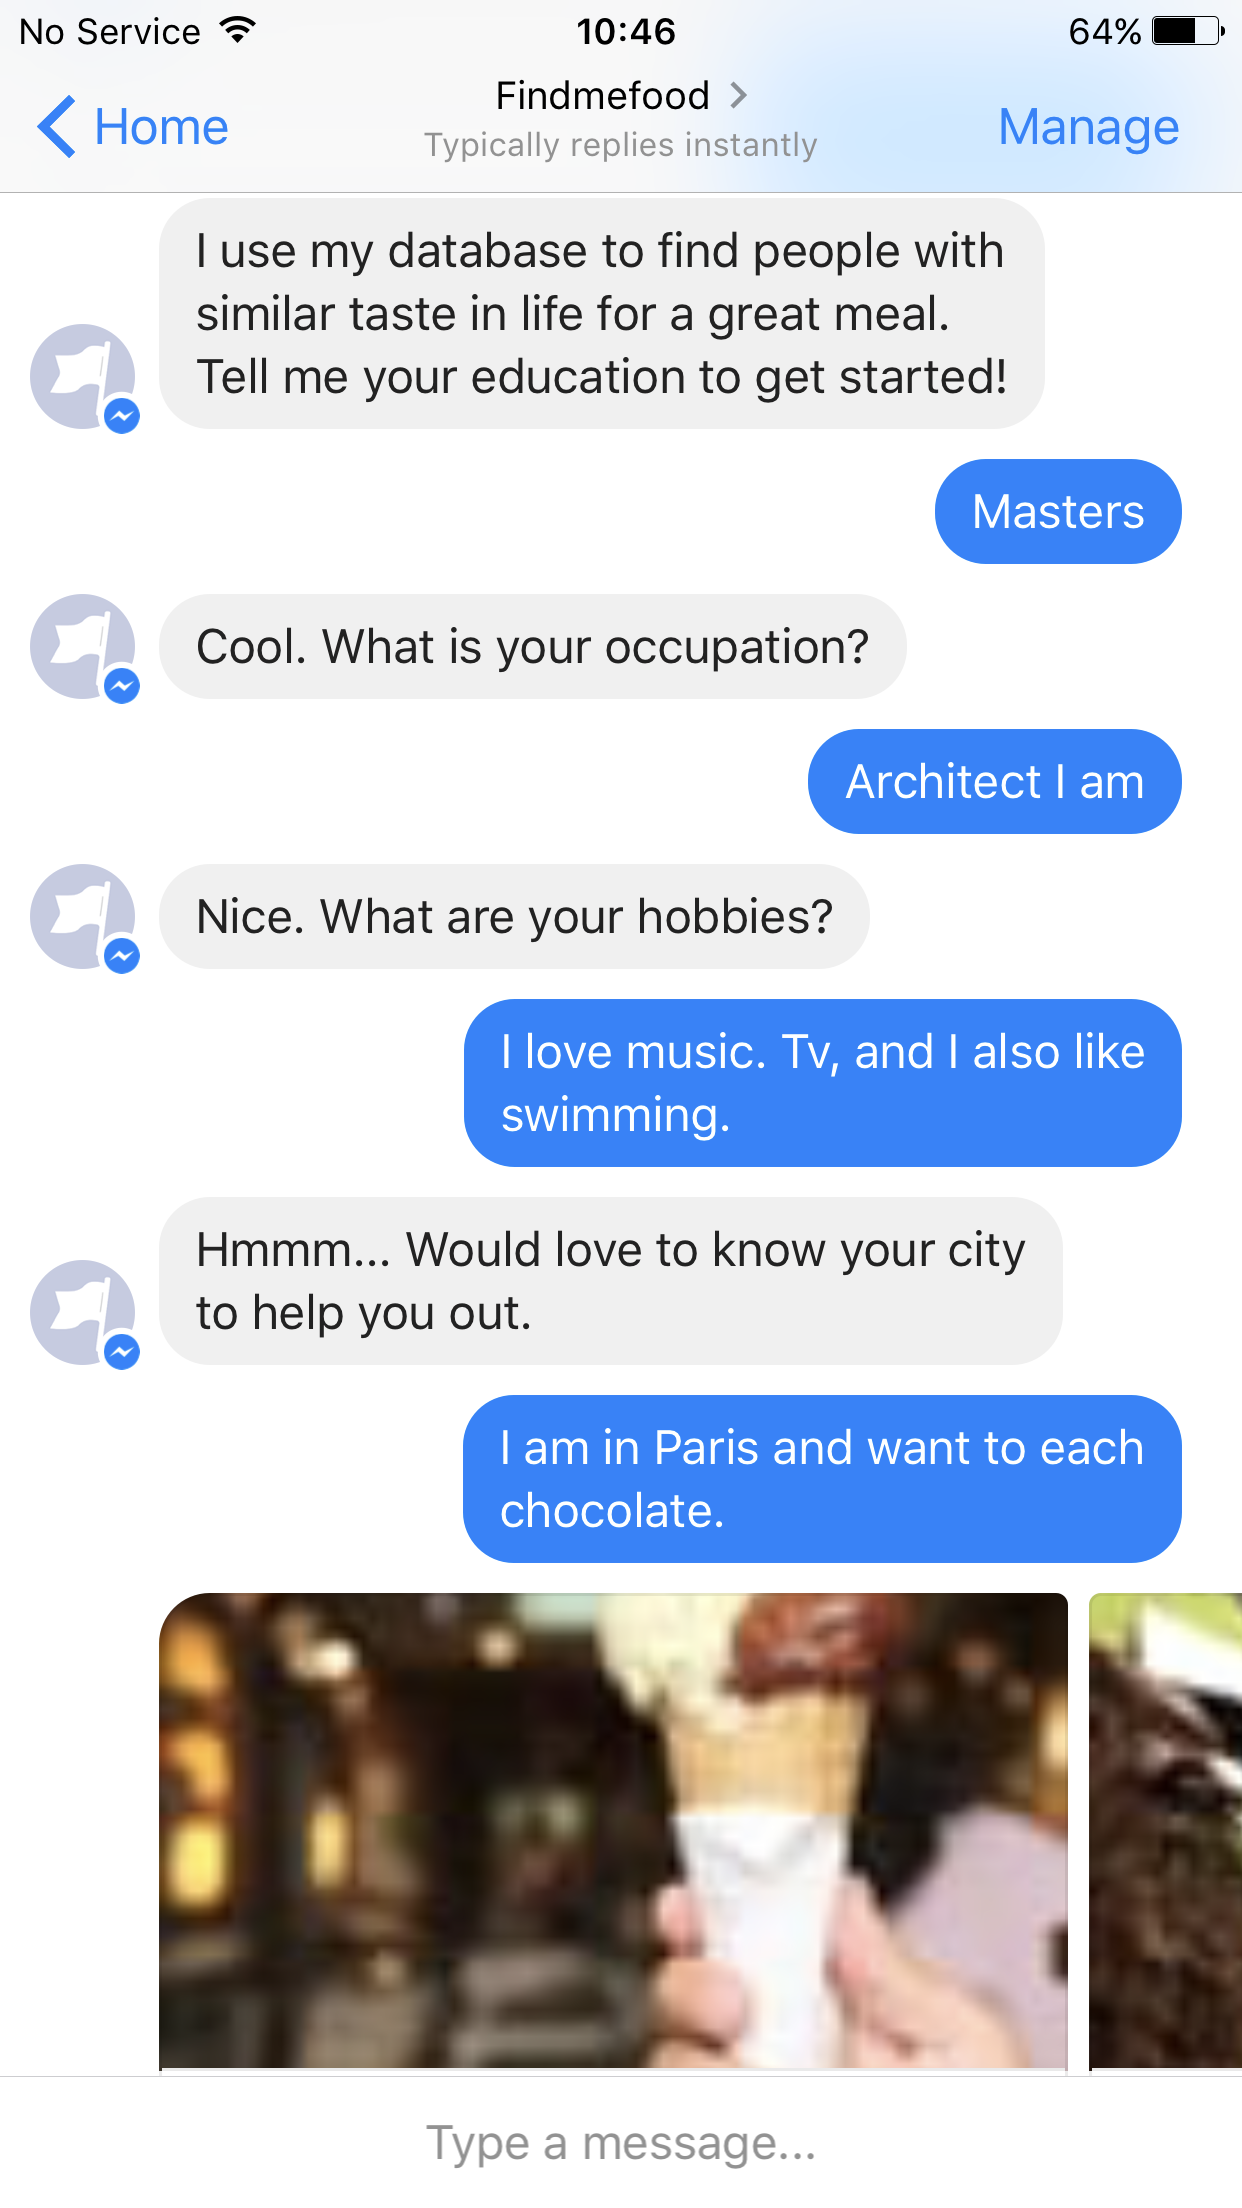 No Service 10:46 64%
Home Findmefood Manage
Typically replies instantly
I use my database to find people with
similar taste in life for a great meal.
Tell me your education to get started!
Masters
Cool. What is your occupation?
Architect I am
Nice. What are your hobbies?
I love music. Tv, and I also like
swimming.
Hmmm... Would love to know your city
to help you out.
I am in Paris and want to each
chocolate.
Type a message...